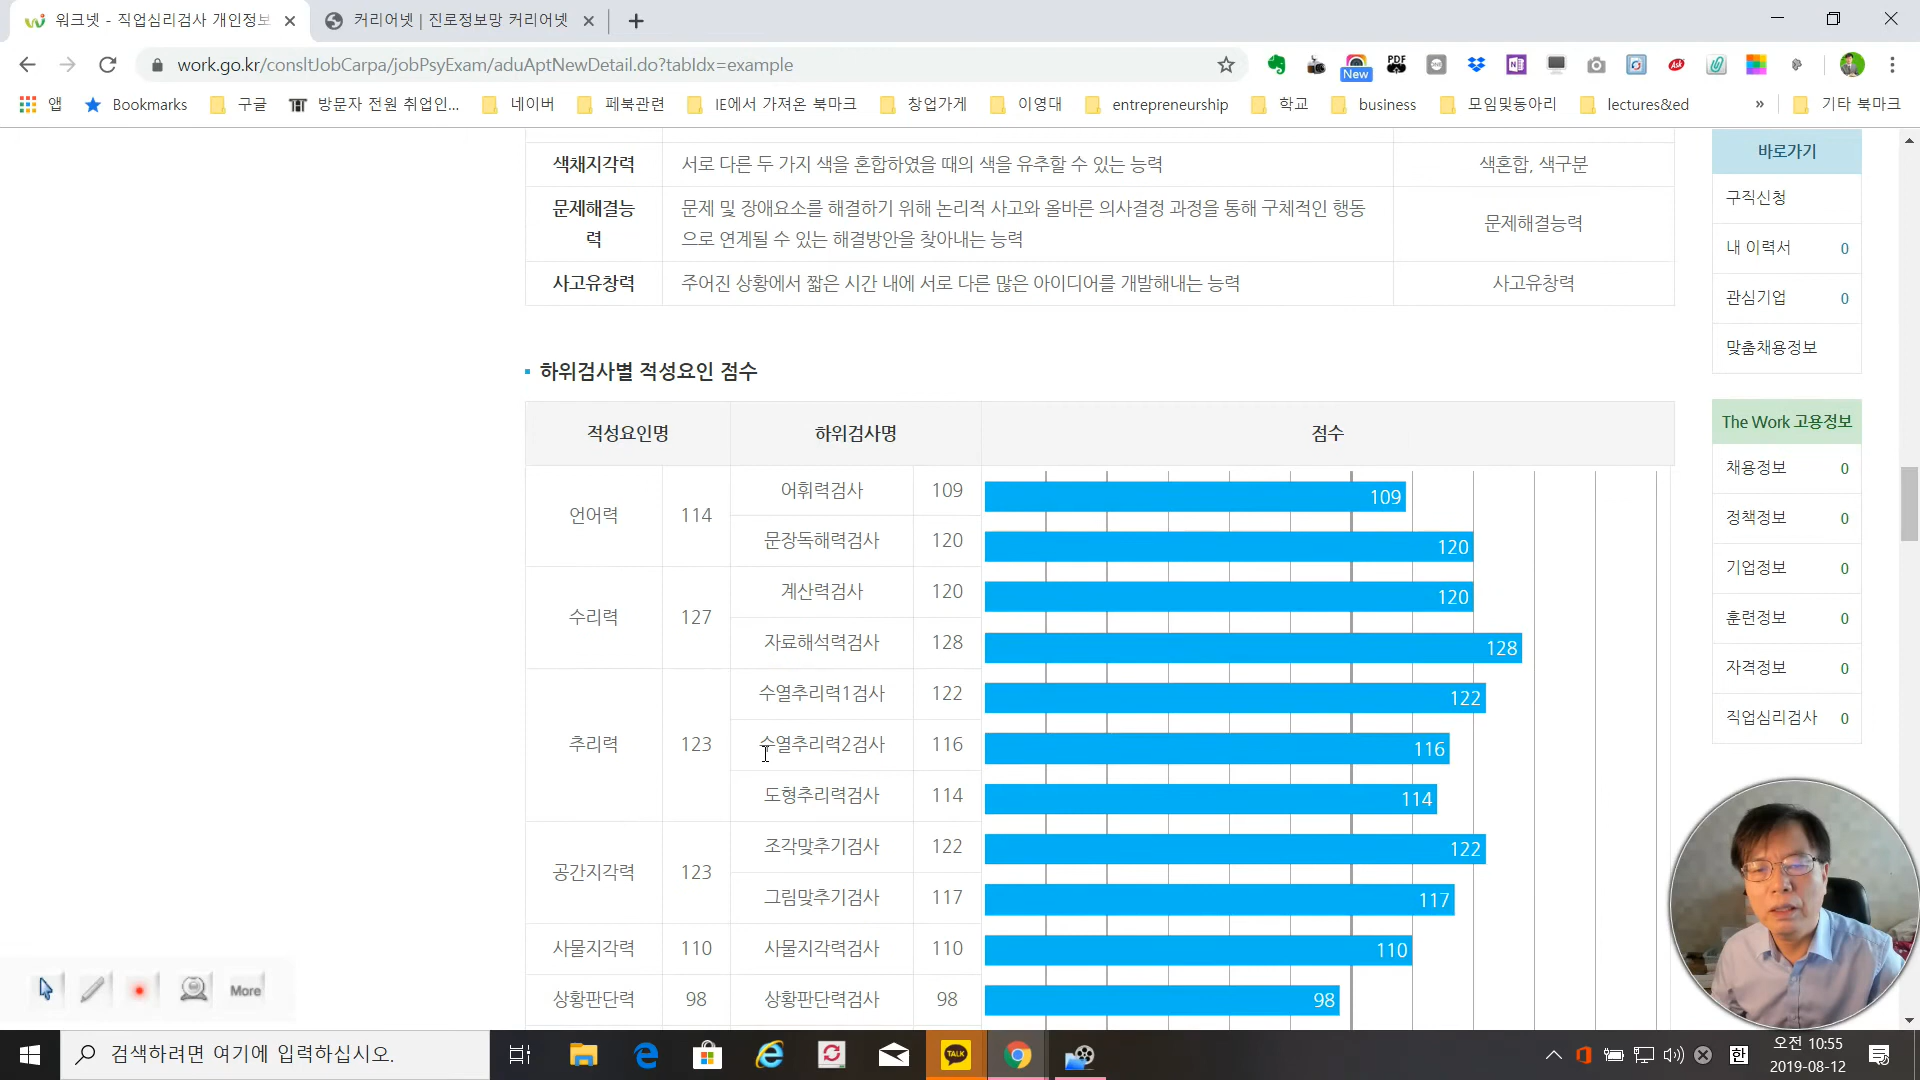 워크넷 - 직업심리검사 개인정보
커리어넷 | 진로정보망 커리어넷
work.go.kr/consltJobCarpa/jobPsyExam/aduAptNewDetail.do?tabIdx=example
New
PDF
Ask
앱
Bookmarks
구글
방문자 전원 취업인...
네이버
페북관련
IE에서 가져온 북마크
창업가게
이영대
entrepreneurship
학교
business
모임및동아리
lectures&ed
»
기타 북마크
색채지각력 서로 다른 두 가지 색을 혼합하였을 때의 색을 유추할 수 있는 능력 색혼합, 색구분
문제해결능
력
문제 및 장애요소를 해결하기 위해 논리적 사고와 올바른 의사결정 과정을 통해 구체적인 행동
으로 연계될 수 있는 해결방안을 찾아내는 능력
문제해결능력
사고유창력 주어진 상황에서 짧은 시간 내에 서로 다른 많은 아이디어를 개발해내는 능력 사고유창력
하위검사별 적성요인 점수
적성요인명 하위검사명 점수
언어력 114
어휘력검사 109 109
문장독해력검사 120 120
수리력 127
계산력검사 120 120
자료해석력검사 128 128
추리력 123
수열추리력1검사 122 122
수열추리력2검사 116 116
도형추리력검사 114 114
공간지각력 123
조각맞추기검사 122 122
그림맞추기검사 117 117
사물지각력 110 사물지각력검사 110 110
상황판단력 98 상황판단력검사 98 98
바로가기
구직신청
내 이력서 0
관심기업 0
맞춤채용정보
The Work 고용정보
채용정보 0
정책정보 0
기업정보 0
훈련정보 0
자격정보 0
직업심리검사 0
More
검색하려면 여기에 입력하십시오.
TALK
한
오전 10:55
2019-08-12